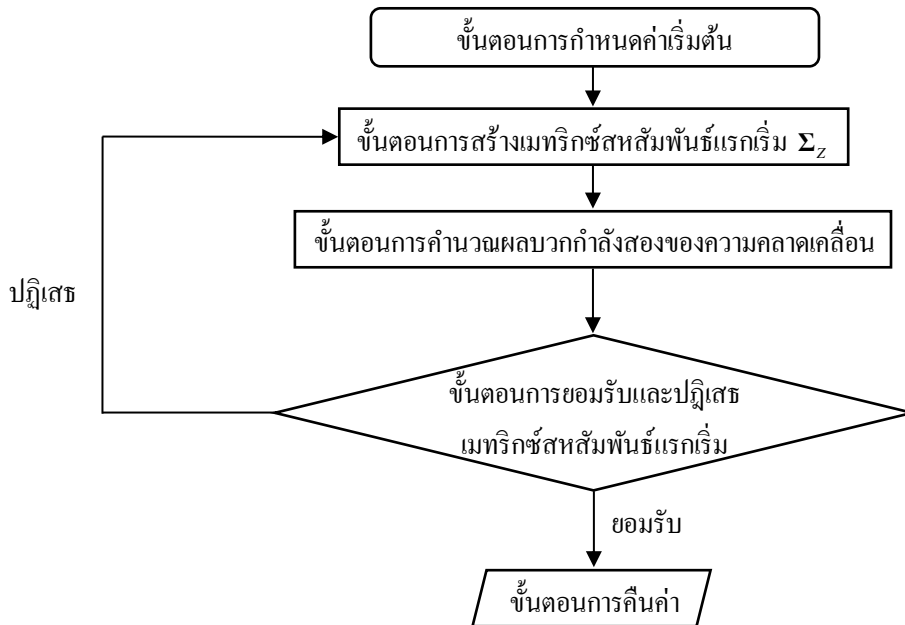 ขั้นตอนการกำหนดค่าเริ่มต้น
ขั้นตอนการสร้างเมทริกซ์สหสัมพันธ์แรกเริ่ม Σ_Z
ขั้นตอนการคำนวณผลบวกกำลังสองของความคลาดเคลื่อน
ปฏิเสธ
ขั้นตอนการยอมรับและปฎิเสธ
เมทริกซ์สหสัมพันธ์แรกเริ่ม
ยอมรับ
ขั้นตอนการคืนค่า